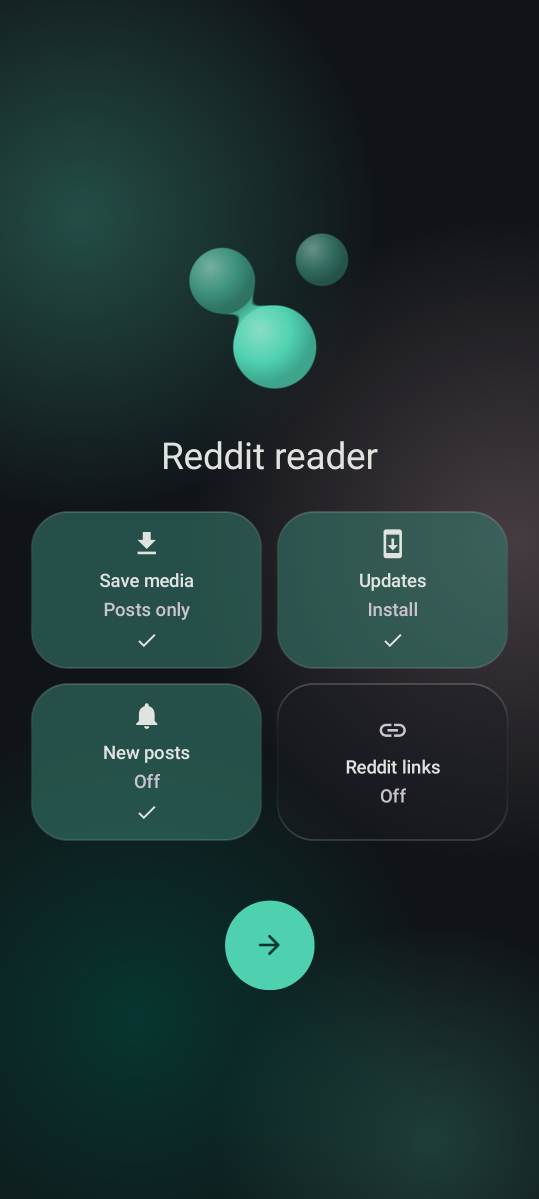 Reddit reader
Save media
Posts only
Updates
Install
New posts
Off
Reddit links
Off